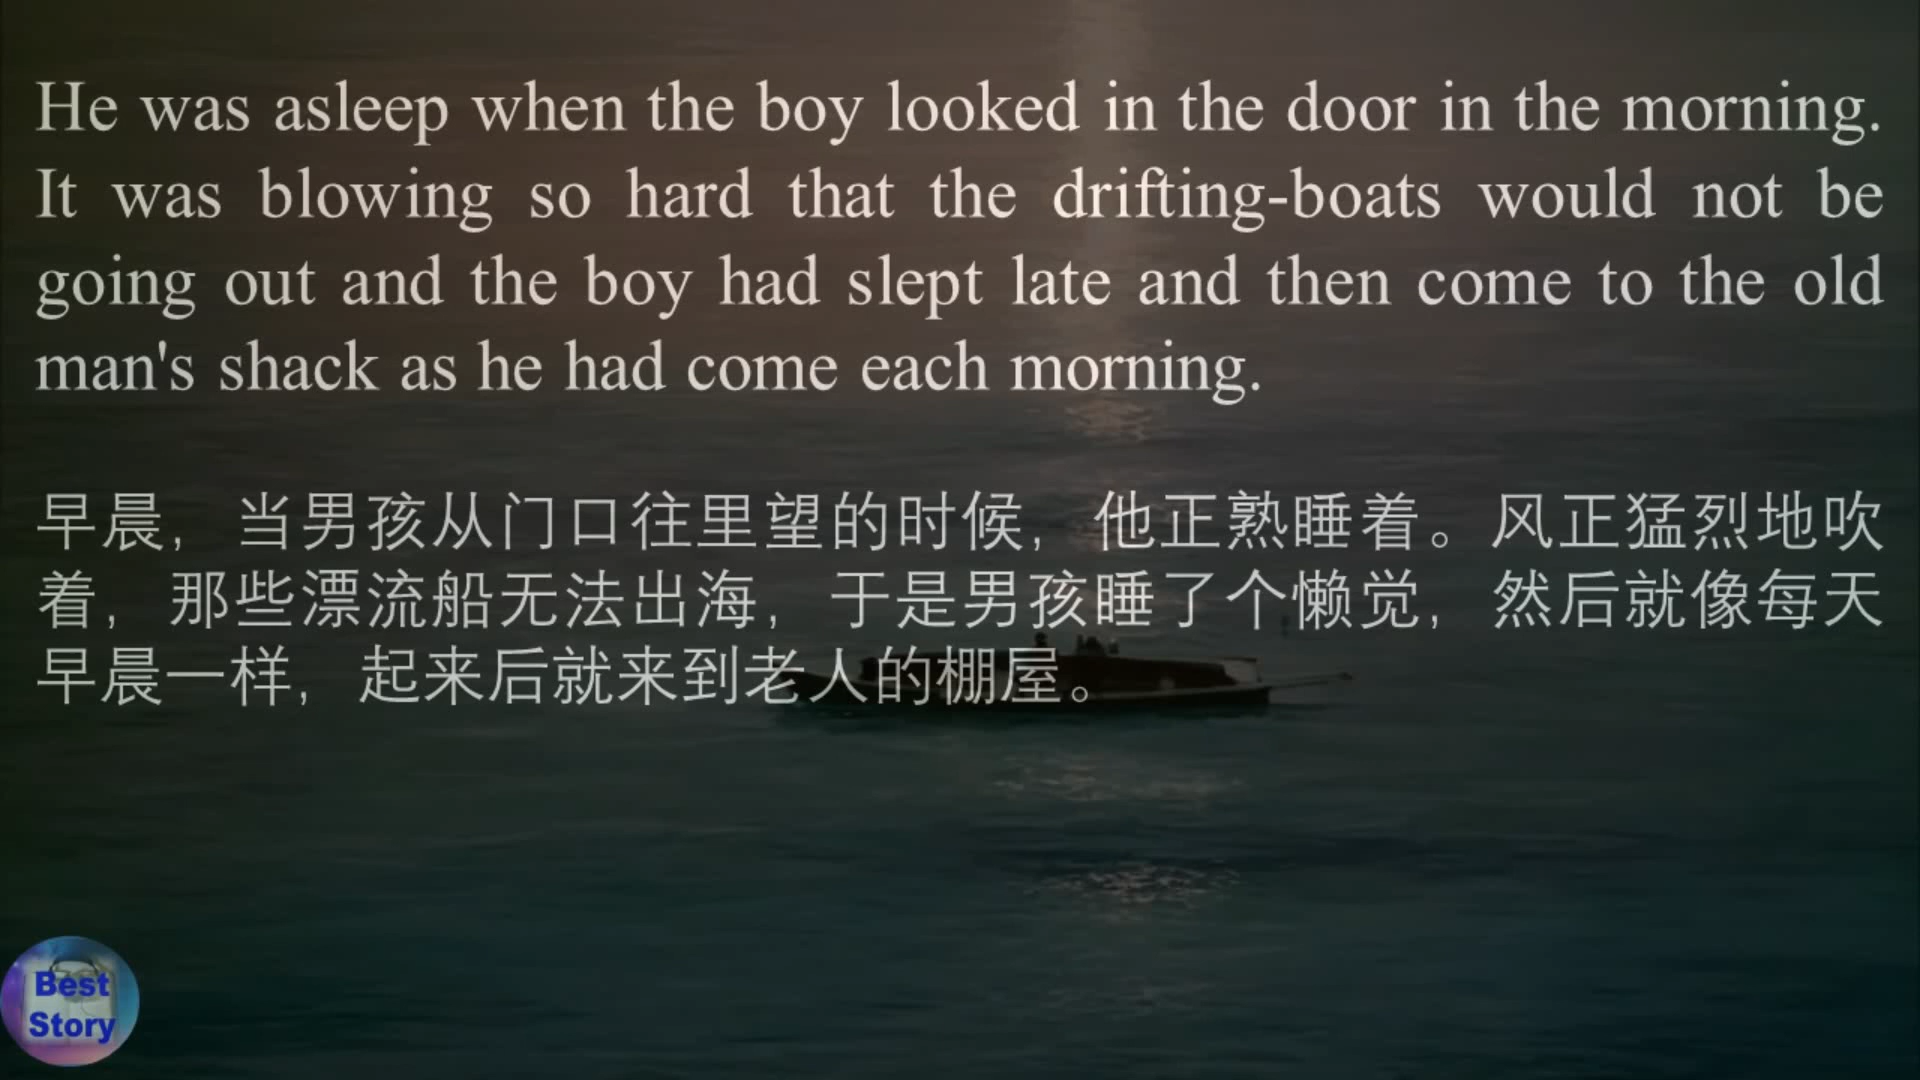 He was asleep when the boy looked in the door in the morning.
It was blowing so hard that the drifting-boats would not be
going out and the boy had slept late and then come to the old
man's shack as he had come each morning.
早晨，当男孩从门口往里望的时候，他正熟睡着。风正猛烈地吹
着，那些漂流船无法出海，于是男孩睡了个懒觉，然后就像每天
早晨一样，起来后就来到老人的棚屋。
Best
Story